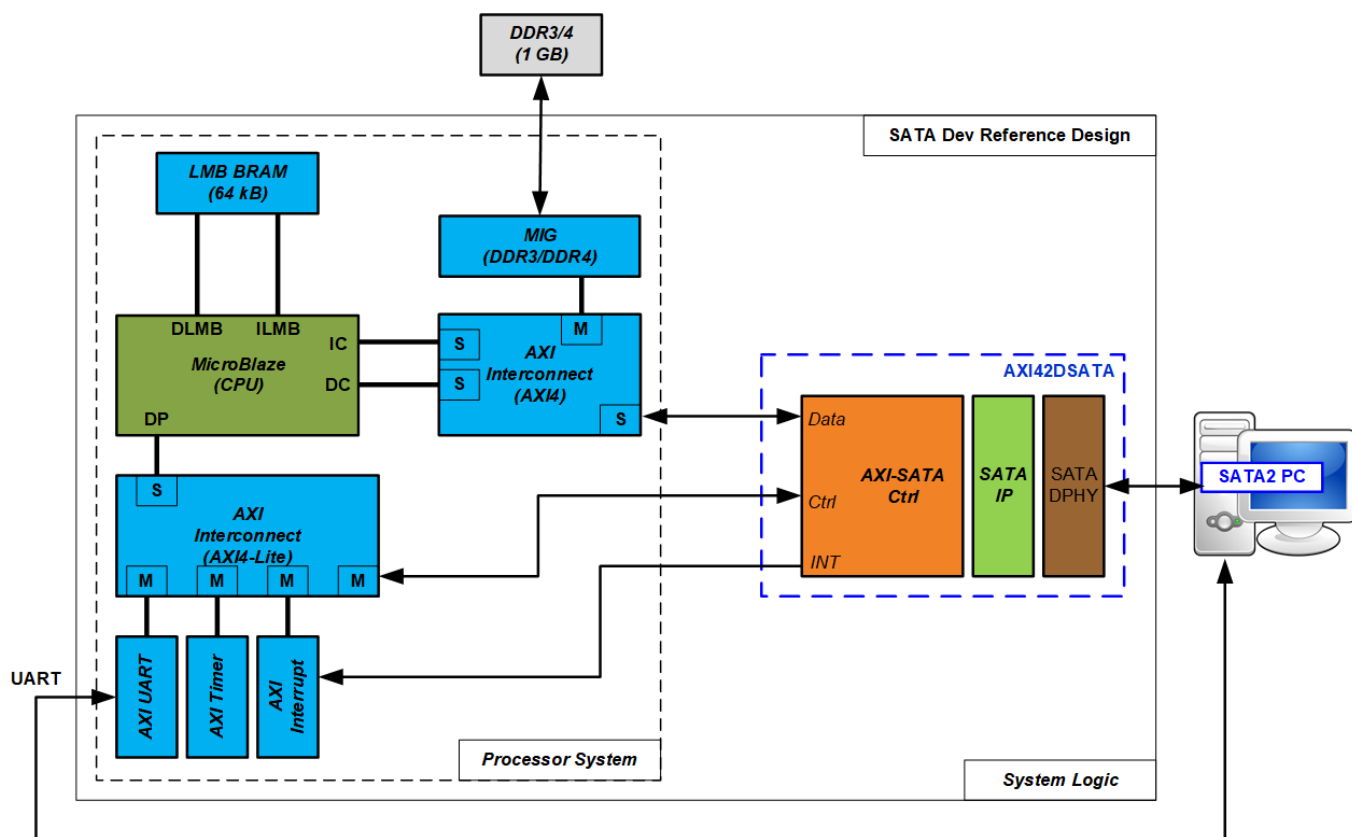 DDR3/4
(1 GB)
SATA Dev Reference Design
LMB BRAM
(64 kB)
MIG
(DDR3/DDR4)
DLMB
ILMB
IC
DC
MicroBlaze
(CPU)
DP
M
S
S
AXI
Interconnect
(AXI4)
S
AXI42DSATA
Data
Ctrl
INT
AXI-SATA
Ctrl
SATA
IP
SATA
DPHY
SATA2 PC
S
AXI
Interconnect
(AXI4-Lite)
M
M
M
M
UART
AXI UART
AXI Timer
AXI
Interrupt
Processor System
System Logic